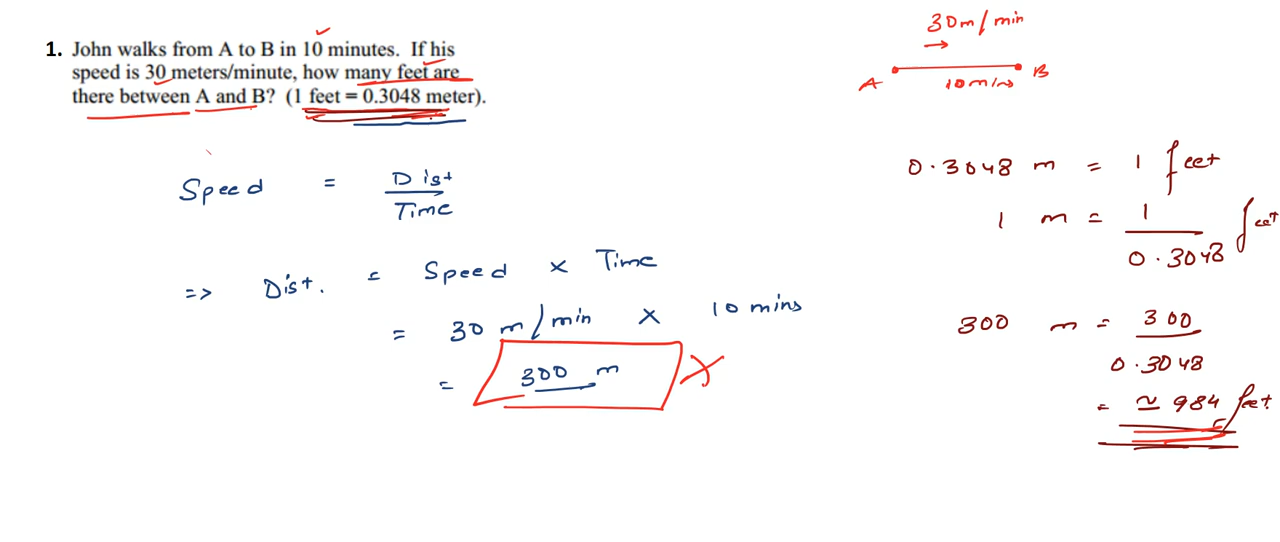 1. John walks from A to B in 10 minutes. If his
speed is 30 meters/minute, how many feet are
there between A and B? (1 feet = 0.3048 meter).
30m/min
A 10mins B
Speed = Dist
Time
=> Dist. = Speed × Time
= 30 m/min × 10 mins
= 300 m
0.3048 m = 1 feet
1 m = 1 feet
0.3048
300 m = 300
0.3048
= ≃ 984 feet.